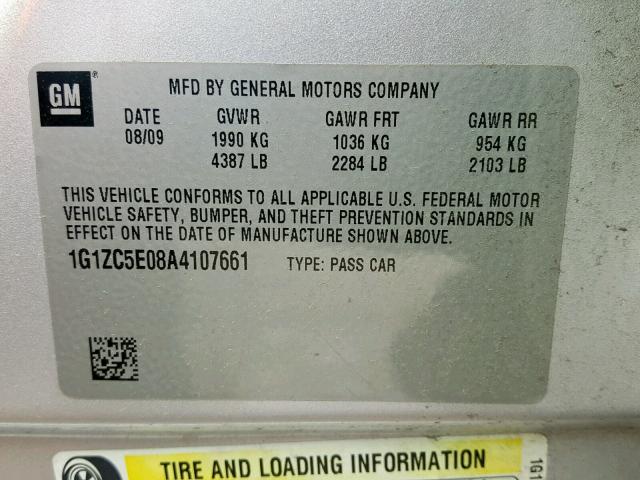 GM ® MFD BY GENERAL MOTORS COMPANY
DATE GVWR GAWR FRT GAWR RR
08/09 1990 KG 1036 KG 954 KG
4387 LB 2284 LB 2103 LB
THIS VEHICLE CONFORMS TO ALL APPLICABLE U.S. FEDERAL MOTOR
VEHICLE SAFETY, BUMPER, AND THEFT PREVENTION STANDARDS IN
EFFECT ON THE DATE OF MANUFACTURE SHOWN ABOVE.
1G1ZC5E08A4107661 TYPE: PASS CAR
TIRE AND LOADING INFORMATION
1G1